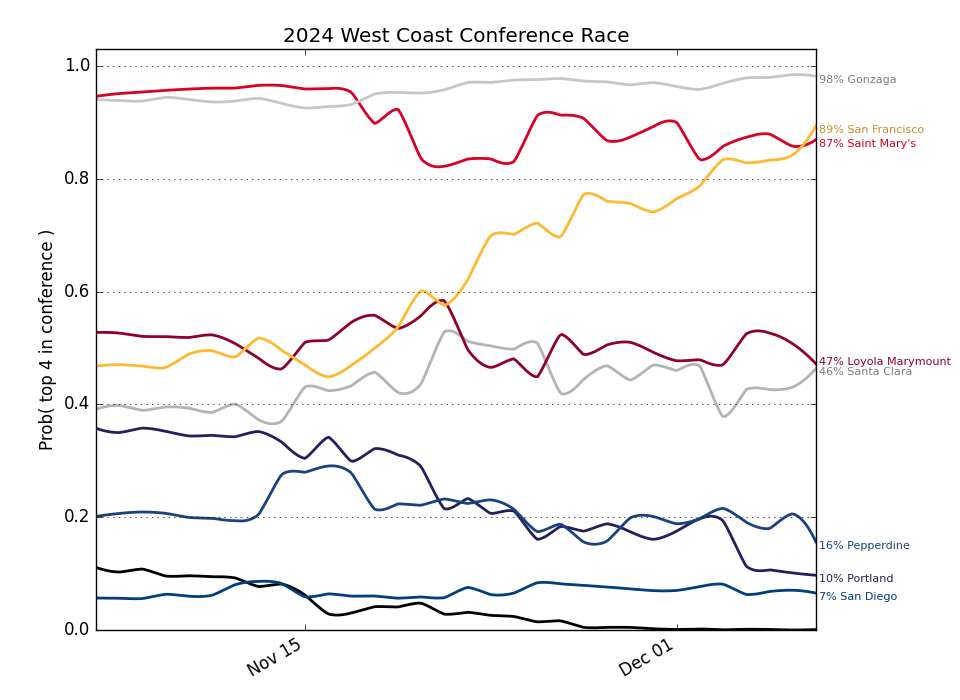 2024 West Coast Conference Race
Prob( top 4 in conference )
1.0
0.8
0.6
0.4
0.2
0.0
Nov 15
Dec 01
98% Gonzaga
89% San Francisco
87% Saint Mary's
47% Loyola Marymount
46% Santa Clara
16% Pepperdine
10% Portland
7% San Diego